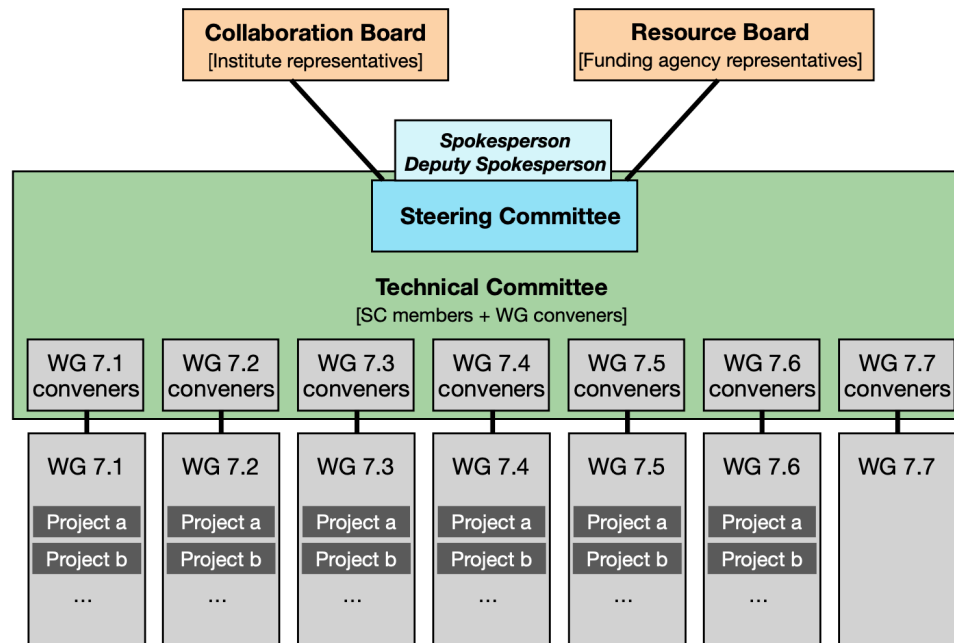 Collaboration Board
[Institute representatives]
Resource Board
[Funding agency representatives]
Spokesperson
Deputy Spokesperson
Steering Committee
Technical Committee
[SC members + WG conveners]
WG 7.1
conveners
WG 7.2
conveners
WG 7.3
conveners
WG 7.4
conveners
WG 7.5
conveners
WG 7.6
conveners
WG 7.7
conveners
WG 7.1
Project a
Project b
...
WG 7.2
Project a
Project b
...
WG 7.3
Project a
Project b
...
WG 7.4
Project a
Project b
...
WG 7.5
Project a
Project b
...
WG 7.6
Project a
Project b
...
WG 7.7